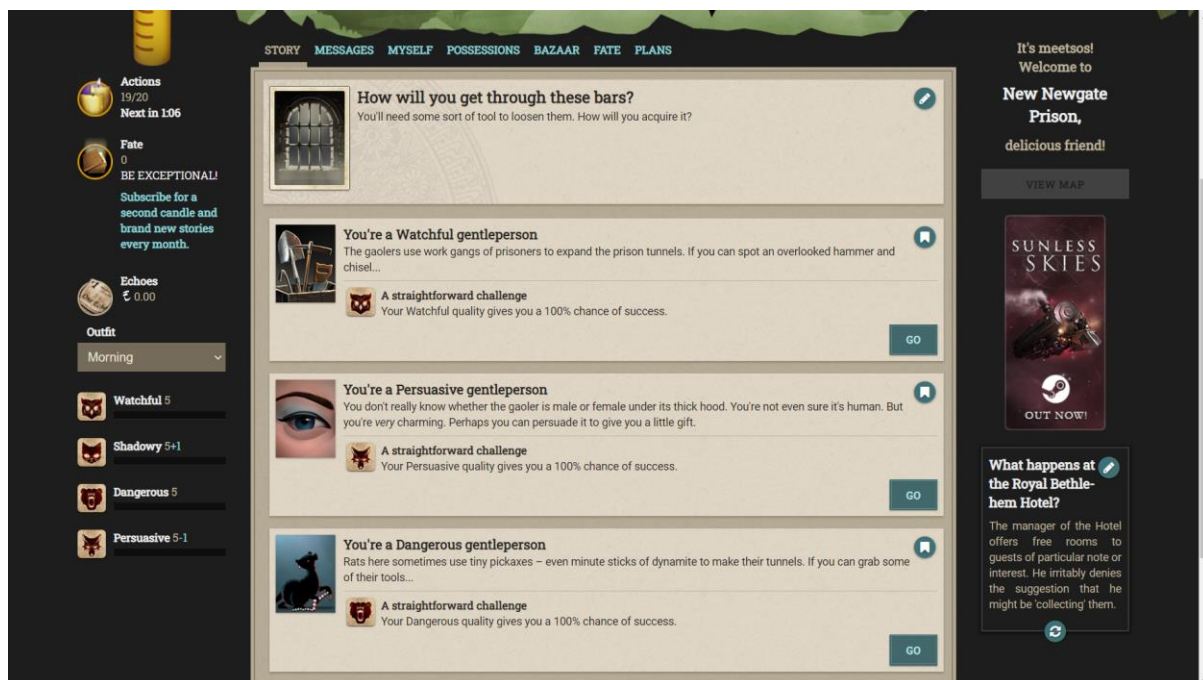 STORY MESSAGES MYSELF POSSESSIONS BAZAAR FATE PLANS
Actions
19/20
Next in 1:06
Fate
0
BE EXCEPTIONAL!
Subscribe for a
second candle and
brand new stories
every month.
Echoes
0.00
Outfit
Morning
Watchful 5
Shadowy 5+1
Dangerous 5
Persuasive 5-1
How will you get through these bars?
You'll need some sort of tool to loosen them. How will you acquire it?
You're a Watchful gentleperson
The gaolers use work gangs of prisoners to expand the prison tunnels. If you can spot an overlooked hammer and
chisel...
A straightforward challenge
Your Watchful quality gives you a 100% chance of success.
GO
You're a Persuasive gentleperson
You don't really know whether the gaoler is male or female under its thick hood. You're not even sure it's human. But
you're very charming. Perhaps you can persuade it to give you a little gift.
A straightforward challenge
Your Persuasive quality gives you a 100% chance of success.
GO
You're a Dangerous gentleperson
Rats here sometimes use tiny pickaxes – even minute sticks of dynamite to make their tunnels. If you can grab some
of their tools...
A straightforward challenge
Your Dangerous quality gives you a 100% chance of success.
GO
It's meetsos!
Welcome to
New Newgate
Prison,
delicious friend!
VIEW MAP
SUNLESS
SKIES
OUT NOW!
What happens at
the Royal Bethle-
hem Hotel?
The manager of the Hotel
offers free rooms to
guests of particular note or
interest. He irritably denies
the suggestion that he
might be 'collecting' them.